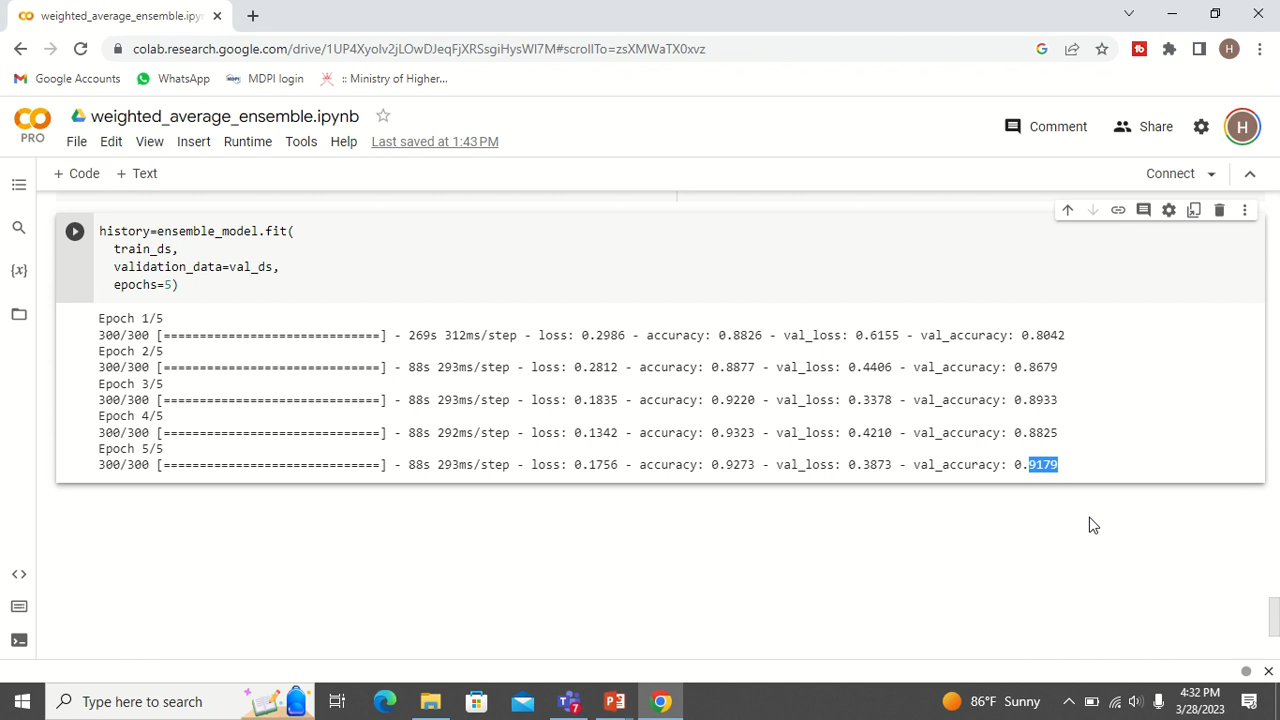 weighted_average_ensemble.ipy
colab.research.google.com/drive/1UP4Xyolv2jLOwDJeqFjXRSsgiHysWI7M#scrollTo=zsXMWaTX0xvz
Google Accounts
WhatsApp
MDPI login
:: Ministry of Higher...
PRO
weighted_average_ensemble.ipynb
Comment
Share
H
File Edit View Insert Runtime Tools Help Last saved at 1:43 PM
+ Code + Text
Connect
history=ensemble_model.fit(
train_ds,
validation_data=val_ds,
epochs=5)
Epoch 1/5
300/300 [==============================] - 269s 312ms/step - loss: 0.2986 - accuracy: 0.8826 - val_loss: 0.6155 - val_accuracy: 0.8042
Epoch 2/5
300/300 [==============================] - 88s 293ms/step - loss: 0.2812 - accuracy: 0.8877 - val_loss: 0.4406 - val_accuracy: 0.8679
Epoch 3/5
300/300 [==============================] - 88s 293ms/step - loss: 0.1835 - accuracy: 0.9220 - val_loss: 0.3378 - val_accuracy: 0.8933
Epoch 4/5
300/300 [==============================] - 88s 292ms/step - loss: 0.1342 - accuracy: 0.9323 - val_loss: 0.4210 - val_accuracy: 0.8825
Epoch 5/5
300/300 [==============================] - 88s 293ms/step - loss: 0.1756 - accuracy: 0.9273 - val_loss: 0.3873 - val_accuracy: 0.9179
Type here to search
86°F Sunny
4:32 PM
3/28/2023